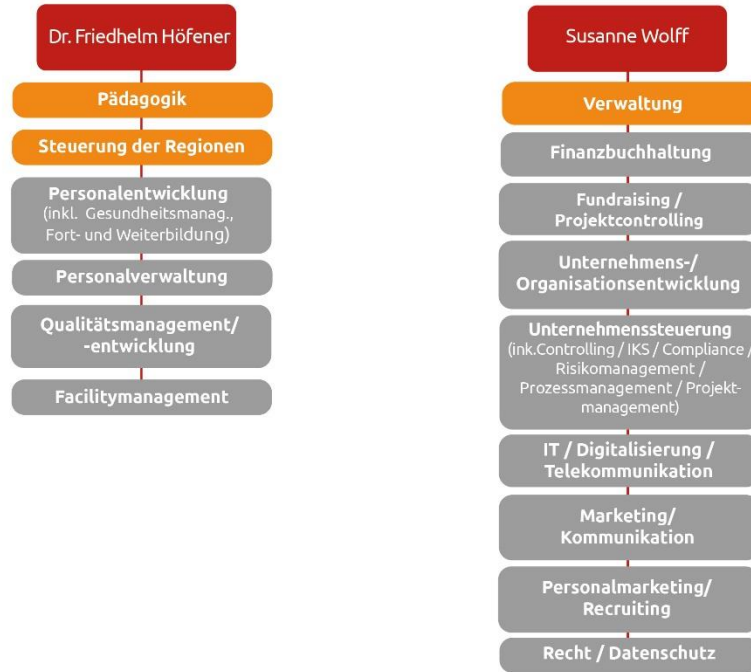 Dr. Friedhelm Höfener
Pädagogik
Steuerung der Regionen
Personalentwicklung
(inkl. Gesundheitsmanag.,
Fort- und Weiterbildung)
Personalverwaltung
Qualitätsmanagement/
-entwicklung
Facilitymanagement
Susanne Wolff
Verwaltung
Finanzbuchhaltung
Fundraising /
Projektcontrolling
Unternehmens-/
Organisationsentwicklung
Unternehmenssteuerung
(ink.Controlling / IKS / Compliance /
Risikomanagement /
Prozessmanagement / Projekt-
management)
IT / Digitalisierung /
Telekommunikation
Marketing/
Kommunikation
Personalmarketing/
Recruiting
Recht / Datenschutz